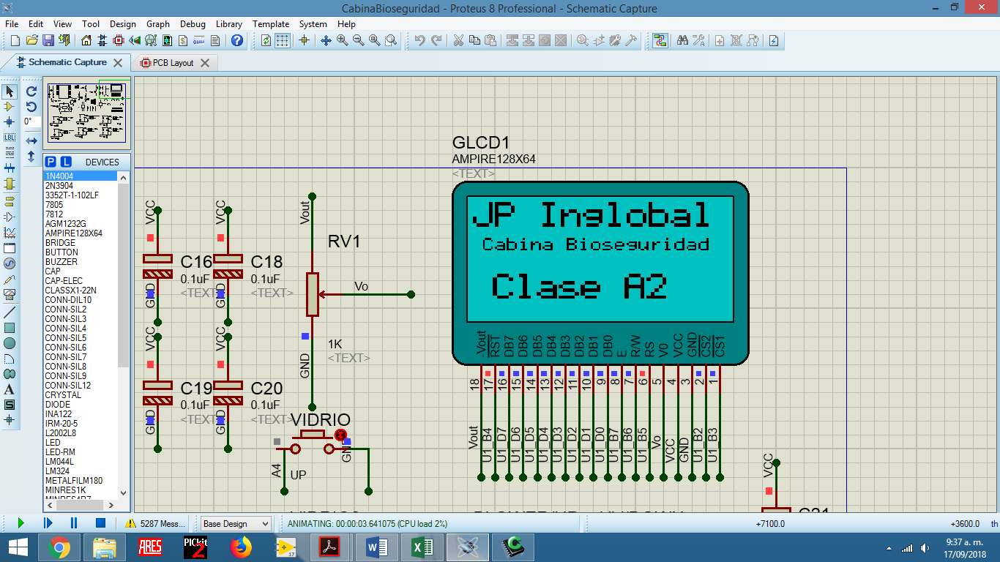 CabinaBioseguridad - Proteus 8 Professional - Schematic Capture
File Edit View Tool Design Graph Debug Library Template System Help
Schematic Capture
PCB Layout
0°
LBL
A
S
P L DEVICES
1N4004
2N3904
3352T-1-102LF
7805
7812
AGM1232G
AMPIRE128X64
BRIDGE
BUTTON
BUZZER
CAP
CAP-ELEC
CLASSX1-22N
CONN-DIL10
CONN-SIL2
CONN-SIL3
CONN-SIL4
CONN-SIL5
CONN-SIL6
CONN-SIL7
CONN-SIL8
CONN-SIL9
CONN-SIL12
CRYSTAL
DIODE
INA122
IRM-20-5
L2002L8
LED
LED-RM
LM044L
LM324
METALFILM180
MINRES1K
VCC
C16
0.1uF
<TEXT>
GND
VCC
C18
0.1uF
<TEXT>
GND
VCC
C19
0.1uF
<TEXT>
GND
VCC
C20
0.1uF
<TEXT>
GND
Vout
RV1
Vo
1K
<TEXT>
GND
VIDRIO
A4
UP
GLCD1
AMPIRE128X64
<TEXT>
JP Inglobal
Cabina Bioseguridad
Clase A2
-Vout RST DB7 DB6 DB5 DB4 DB3 DB2 DB1 DB0 E R/W RS V0 VCC GND CS2 CS1
18 17 16 15 14 13 12 11 10 9 8 7 6 5 4 3 2 1
Vout U1_B4 U1_D7 U1_D6 U1_D5 U1_D4 U1_D3 U1_D2 U1_D1 U1_D0 U1_B7 U1_B6 U1_B5 Vo VCC GND U1_B2 U1_B3
VCC
5287 Mess...
Base Design
ANIMATING: 00:00:03.641075 (CPU load 2%)
+7100.0
+3600.0
th
ARES
PICkit
2
17
9:37 a. m.
17/09/2018